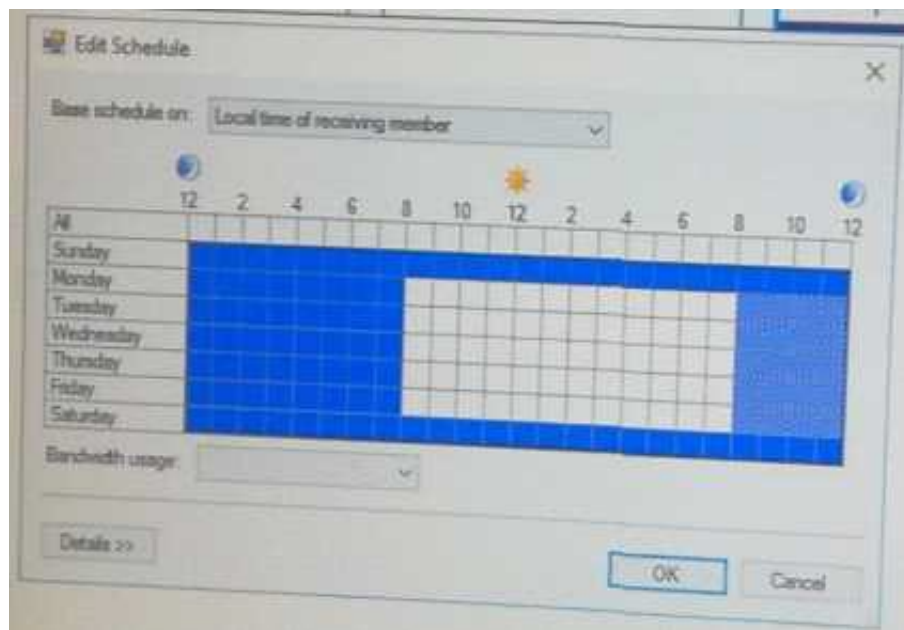 Edit Schedule
Base schedule on: Local time of receiving member
12 2 4 6 8 10 12 2 4 6 8 10 12
All
Sunday
Monday
Tuesday
Wednesday
Thursday
Friday
Saturday
Bandwidth usage:
Details >>
OK Cancel